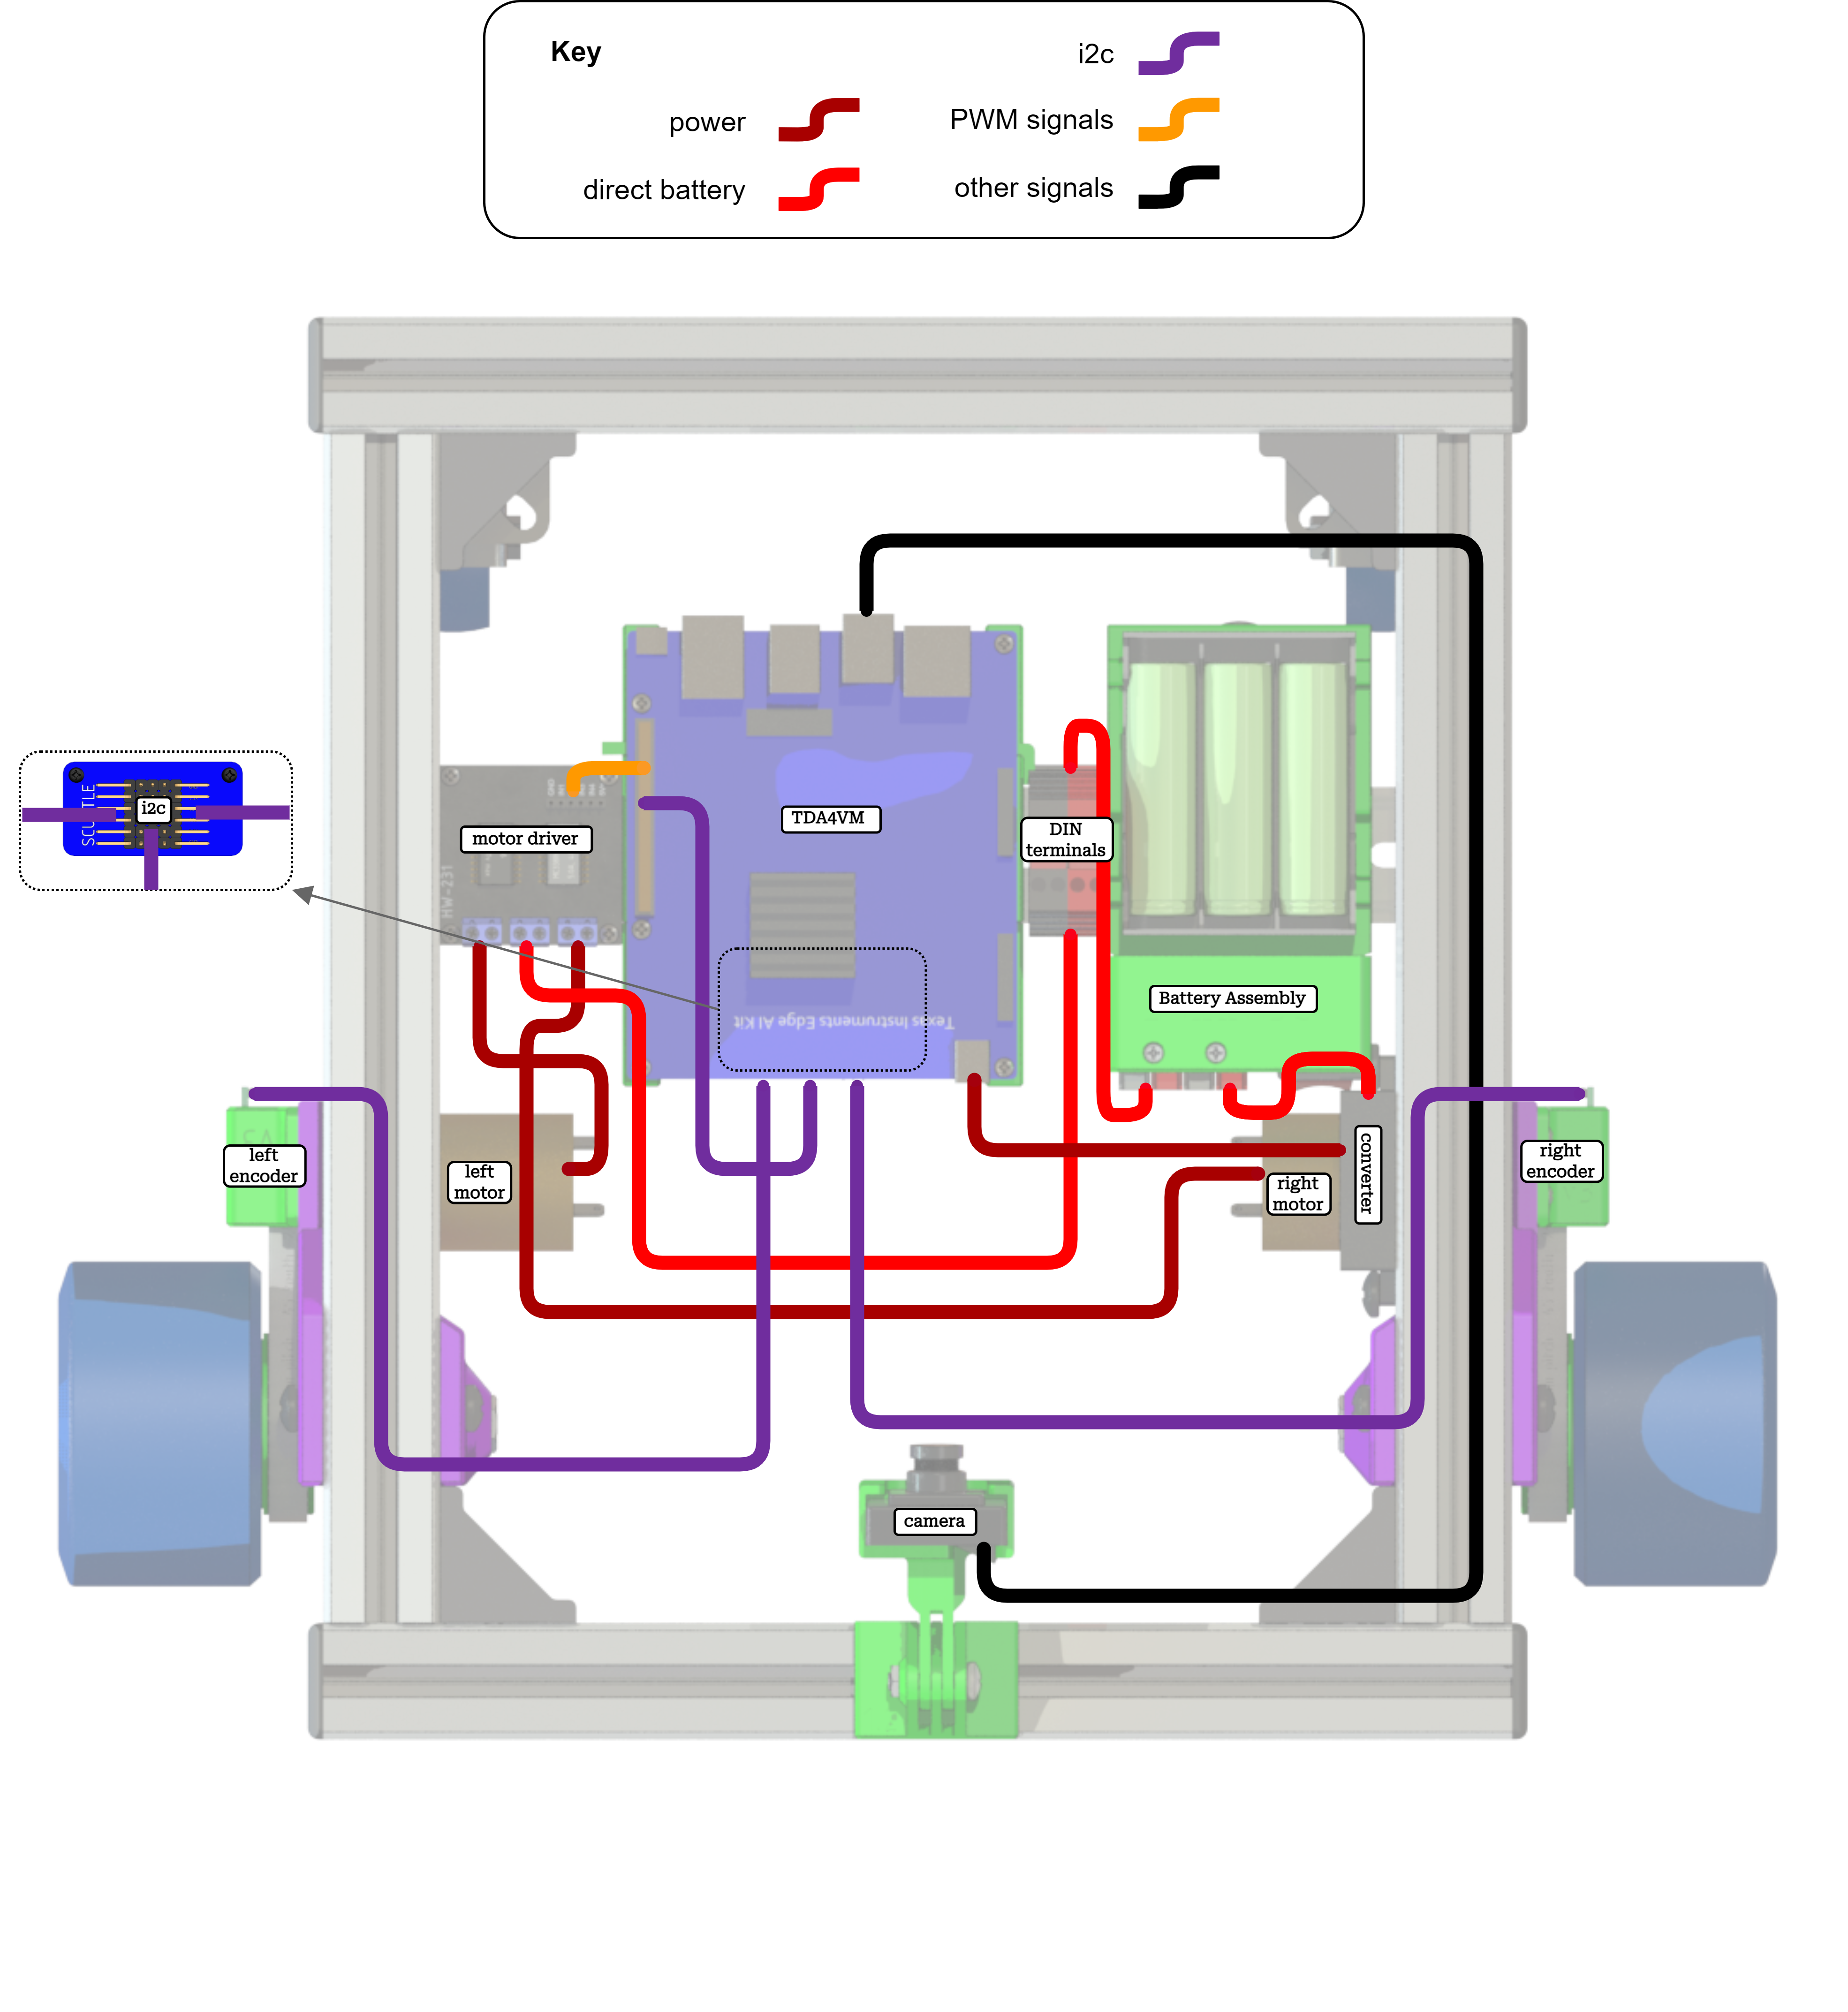 Key
i2c
power
PWM signals
direct battery
other signals
SCUTTLE
i2c
motor driver
HW-231
TDA4VM
DIN
terminals
Texas Instruments Edge AI Kit
Battery Assembly
left
encoder
left
motor
right
motor
converter
right
encoder
camera